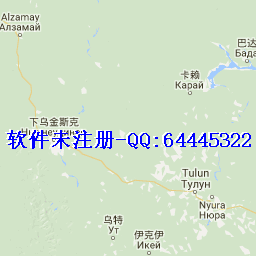 Alzamay
Алзамай
巴达
Бада
卡赖
Карай
下乌金斯克
软件未注册-QQ:64445322
Tulun
Тулун
Nyura
Нюра
乌特
Ут
伊克伊
Икей